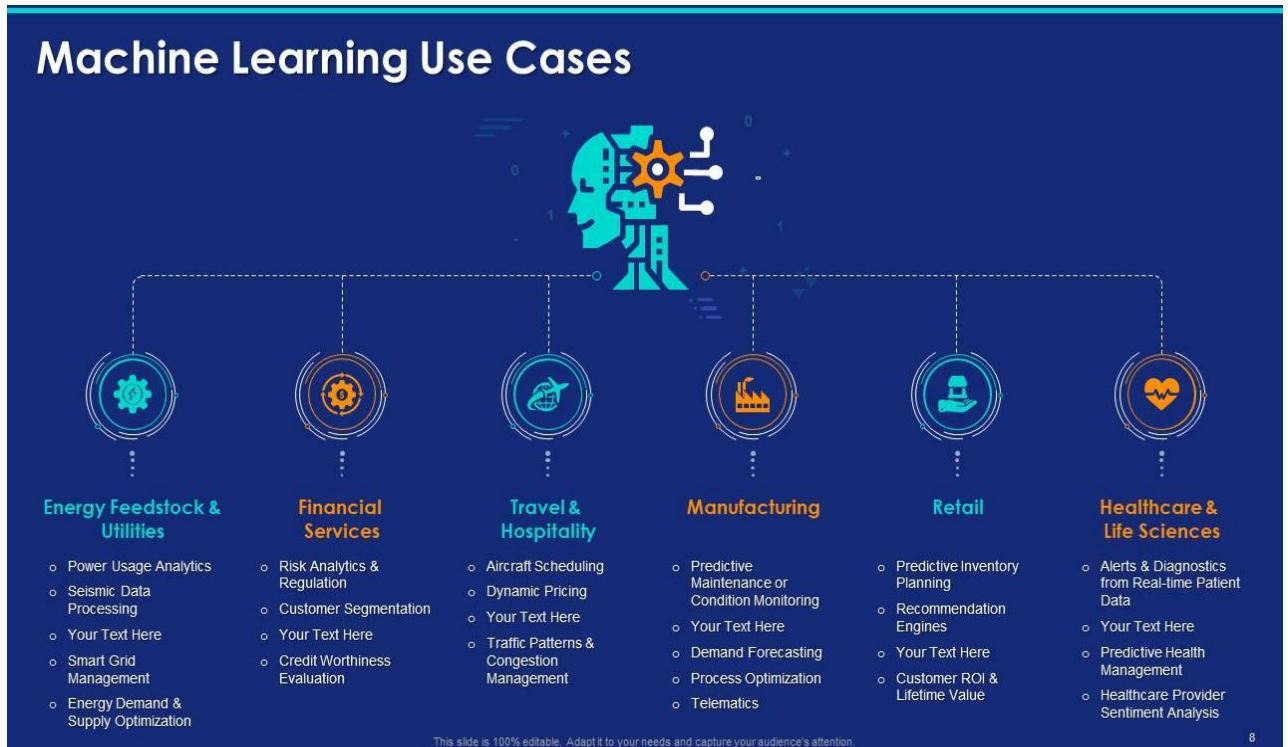 Machine Learning Use Cases
0
0
1
1
Energy Feedstock &
Utilities
o Power Usage Analytics
o Seismic Data
Processing
o Your Text Here
o Smart Grid
Management
o Energy Demand &
Supply Optimization
Financial
Services
o Risk Analytics &
Regulation
o Customer Segmentation
o Your Text Here
o Credit Worthiness
Evaluation
Travel &
Hospitality
o Aircraft Scheduling
o Dynamic Pricing
o Your Text Here
o Traffic Patterns &
Congestion
Management
Manufacturing
o Predictive
Maintenance or
Condition Monitoring
o Your Text Here
o Demand Forecasting
o Process Optimization
o Telematics
Retail
o Predictive Inventory
Planning
o Recommendation
Engines
o Your Text Here
o Customer ROI &
Lifetime Value
Healthcare &
Life Sciences
o Alerts & Diagnostics
from Real-time Patient
Data
o Your Text Here
o Predictive Health
Management
o Healthcare Provider
Sentiment Analysis
This slide is 100% editable. Adapt it to your needs and capture your audience's attention.
8